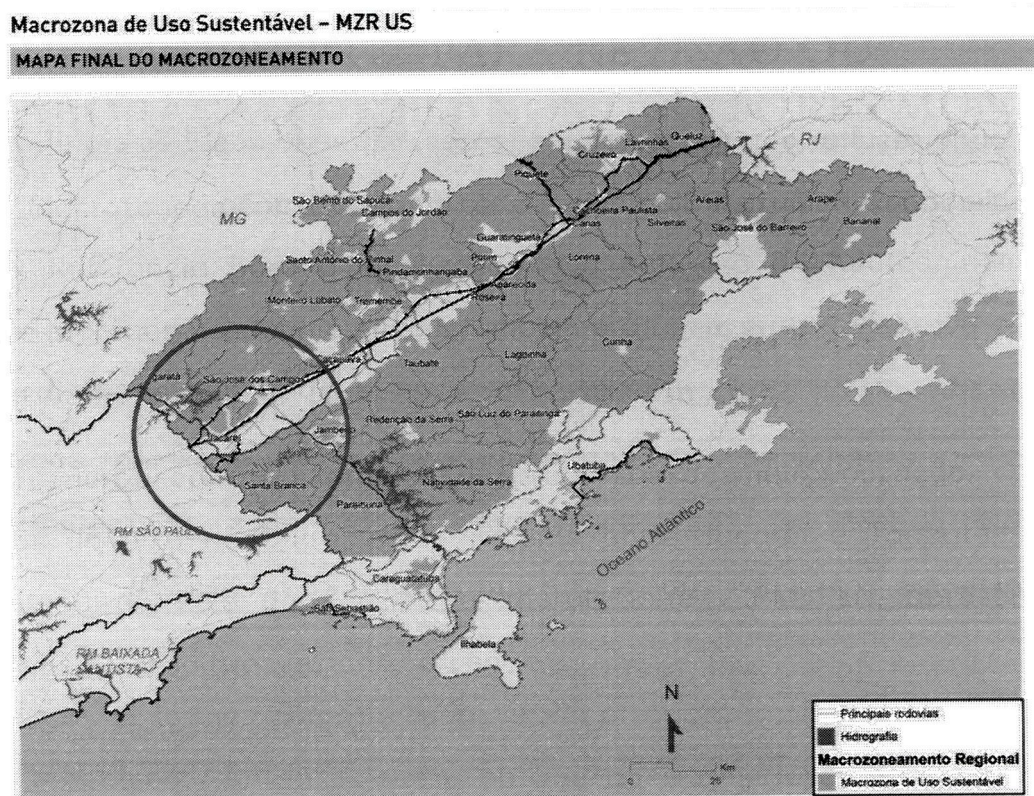 Macrozona de Uso Sustentável – MZR US
MAPA FINAL DO MACROZONEAMENTO
RJ
Queluz
Lavrinhas
Cruzeiro
Piquete
São Bento do Sapucaí
Campos do Jordão
MG
Cachoeira Paulista
Canas
Areias
Arapeí
Silveiras
São José do Barreiro
Bananal
Guaratinguetá
Potim
Lorena
Santo Antônio do Pinhal
Pindamonhangaba
Aparecida
Roseira
Monteiro Lobato
Tremembé
Cunha
Lagoinha
Caçapava
Taubaté
Igaratá
São José dos Campos
Redenção da Serra
São Luiz do Paraitinga
Jambeiro
Jacareí
Ubatuba
Santa Branca
Natividade da Serra
Paraibuna
RM SÃO PAULO
Oceano Atlântico
Caraguatatuba
São Sebastião
Ilhabela
RM BAIXADA
SANTISTA
N
Km
0 25
Principais rodovias
Hidrografia
Macrozoneamento Regional
Macrozona de Uso Sustentável